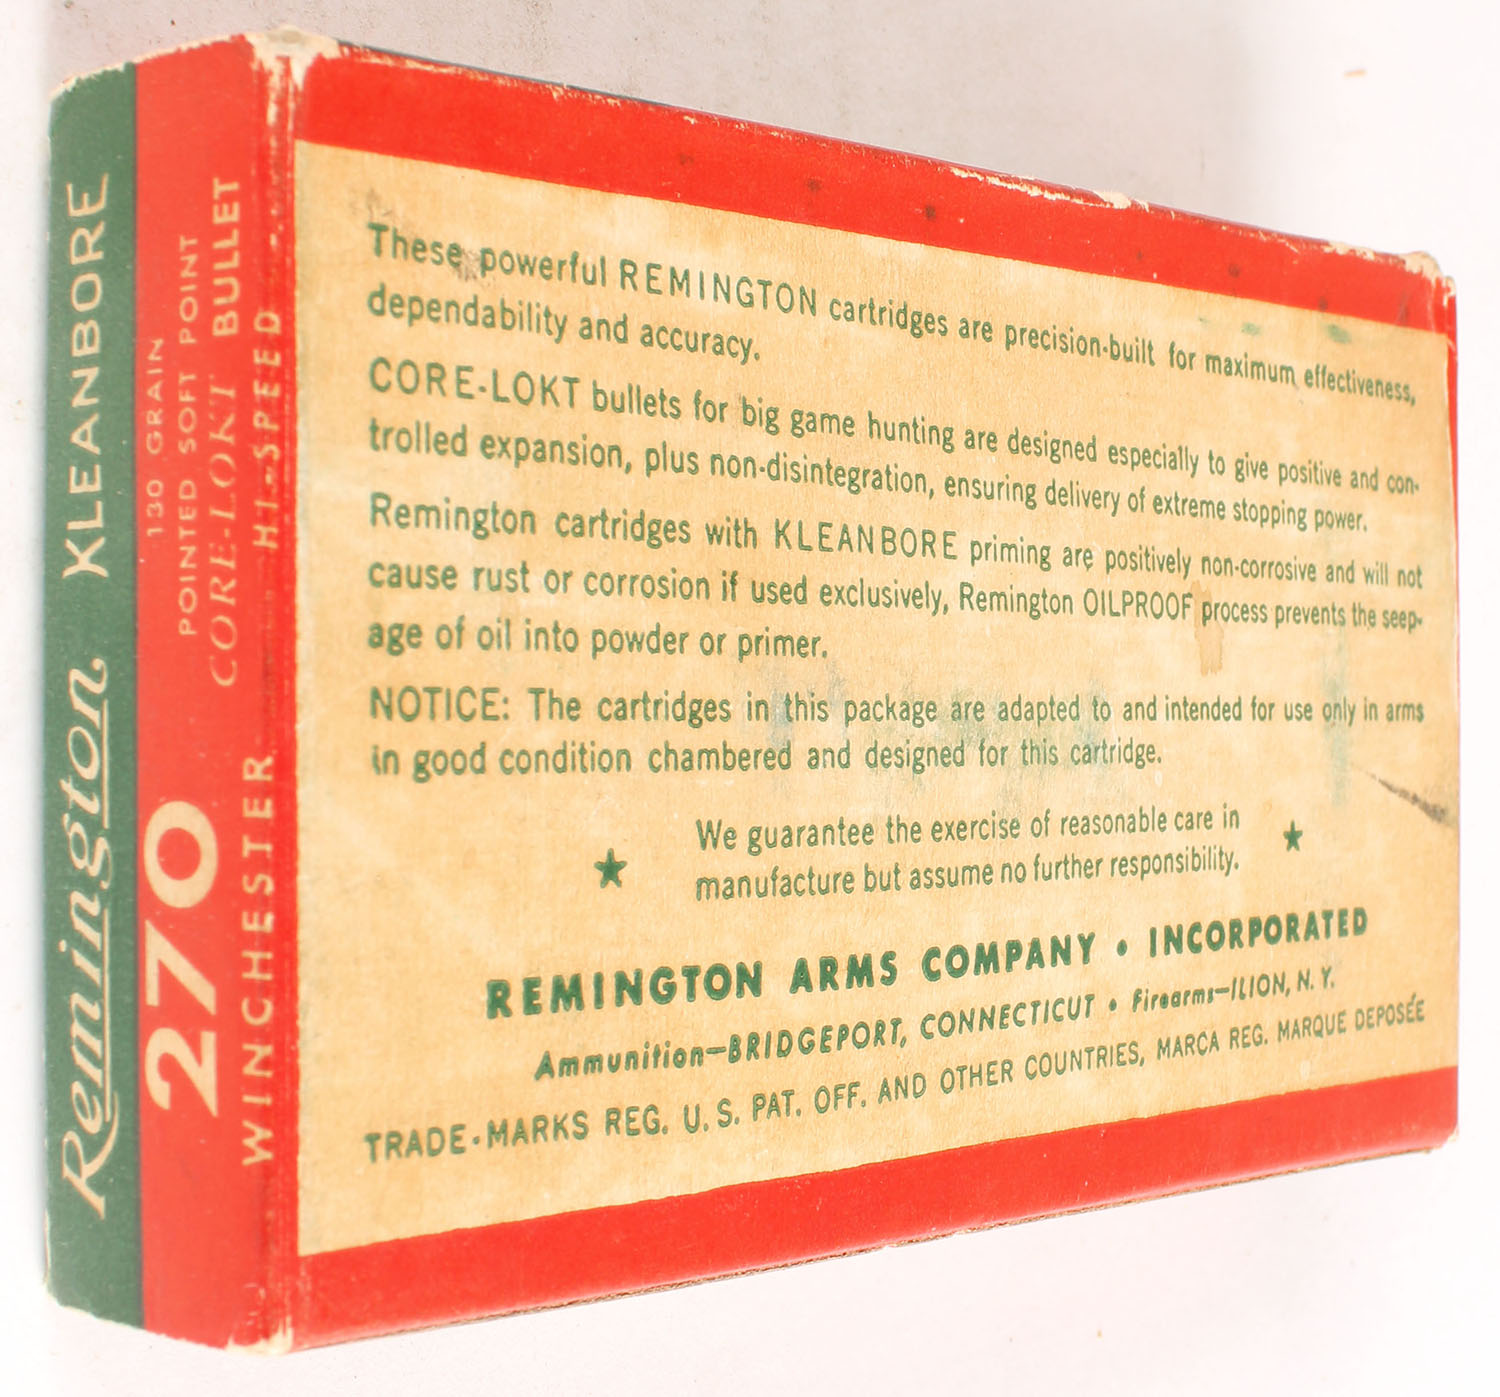 Remington KLEANBORE
130 GRAIN
POINTED SOFT POINT
CORE-LOKT BULLET
270
WINCHESTER HI-SPEED
These powerful REMINGTON cartridges are precision-built for maximum effectiveness,
dependability and accuracy.
CORE-LOKT bullets for big game hunting are designed especially to give positive and con-
trolled expansion, plus non-disintegration, ensuring delivery of extreme stopping power.
Remington cartridges with KLEANBORE priming are positively non-corrosive and will not
cause rust or corrosion if used exclusively, Remington OILPROOF process prevents the seep-
age of oil into powder or primer.
NOTICE: The cartridges in this package are adapted to and intended for use only in arms
in good condition chambered and designed for this cartridge.
We guarantee the exercise of reasonable care in
manufacture but assume no further responsibility.
REMINGTON ARMS COMPANY • INCORPORATED
Ammunition—BRIDGEPORT, CONNECTICUT • Firearms—ILION, N. Y.
TRADE-MARKS REG. U. S. PAT. OFF. AND OTHER COUNTRIES, MARCA REG. MARQUE DEPOSÉE